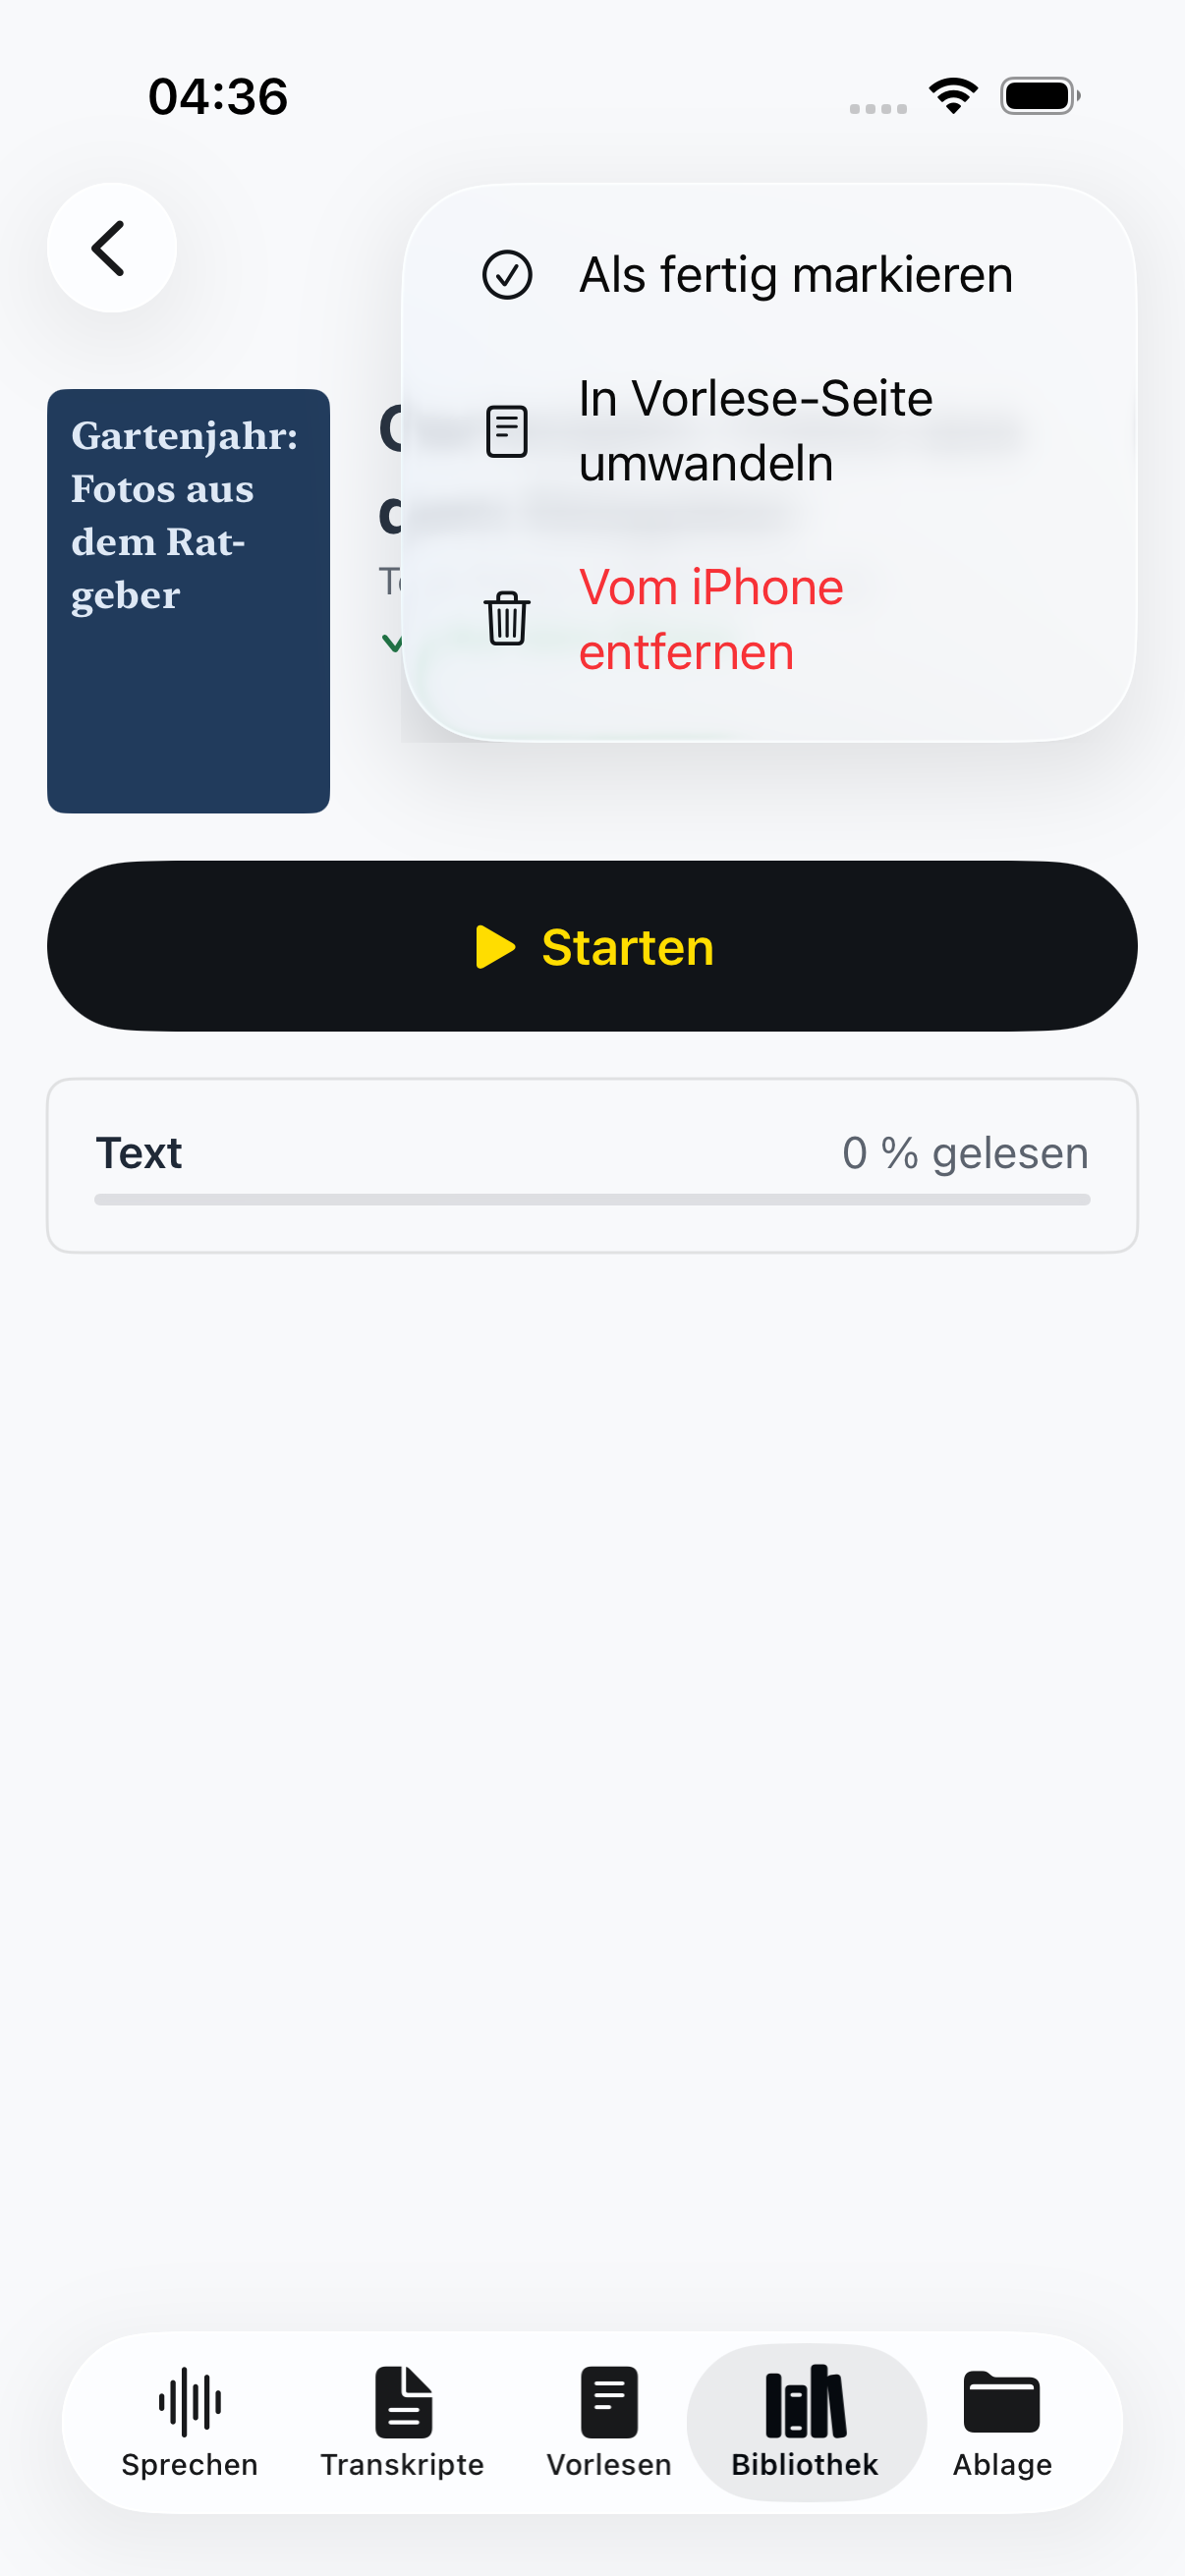 04:36
Als fertig markieren
In Vorlese-Seite
umwandeln
Vom iPhone
entfernen
Gartenjahr:
Fotos aus
dem Rat-
geber
Starten
Text 0 % gelesen
Sprechen Transkripte Vorlesen Bibliothek Ablage